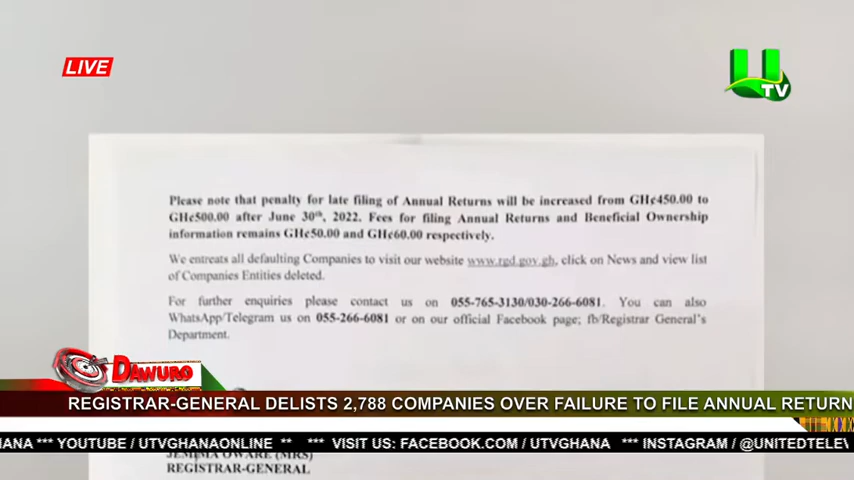 LIVE
U
TV
Please note that penalty for late filing of Annual Returns will be increased from GH¢450.00 to
GH¢500.00 after June 30th, 2022. Fees for filing Annual Returns and Beneficial Ownership
information remains GH¢50.00 and GH¢60.00 respectively.
We entreats all defaulting Companies to visit our website www.rgd.gov.gh, click on News and view list
of Companies Entities deleted.
For further enquiries please contact us on 055-765-3130/030-266-6081. You can also
WhatsApp/Telegram us on 055-266-6081 or on our official Facebook page; fb/Registrar General's
Department.
DAWURO
REGISTRAR-GENERAL DELISTS 2,788 COMPANIES OVER FAILURE TO FILE ANNUAL RETURN
HANA *** YOUTUBE / UTVGHANAONLINE ** *** VISIT US: FACEBOOK.COM / UTVGHANA *** INSTAGRAM / @UNITEDTELEV
JEMIMA OWARE (MRS)
REGISTRAR-GENERAL